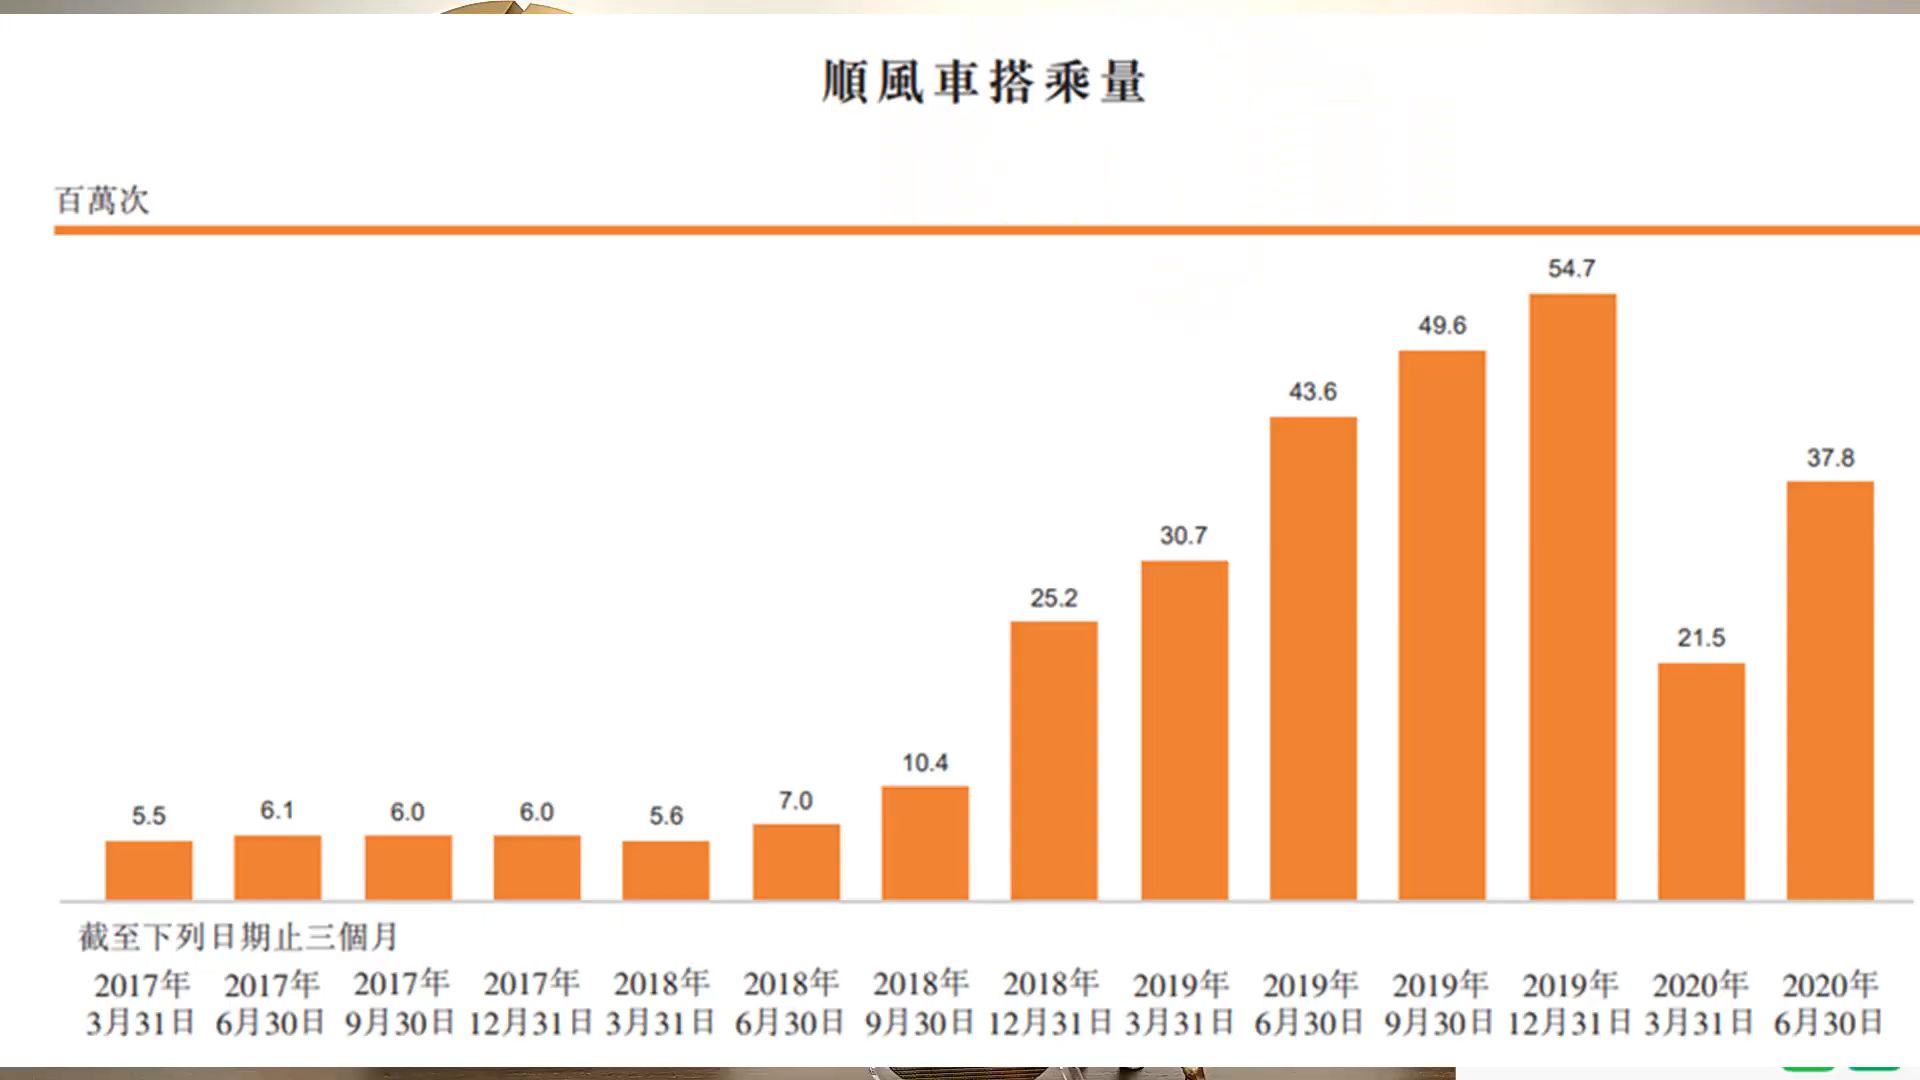 順風車搭乘量
百萬次
54.7
49.6
43.6
37.8
30.7
25.2
21.5
10.4
7.0
5.5 6.1 6.0 6.0 5.6
截至下列日期止三個月
2017年 2017年 2017年 2017年 2018年 2018年 2018年 2018年 2019年 2019年 2019年 2019年 2020年 2020年
3月31日 6月30日 9月30日 12月31日 3月31日 6月30日 9月30日 12月31日 3月31日 6月30日 9月30日 12月31日 3月31日 6月30日